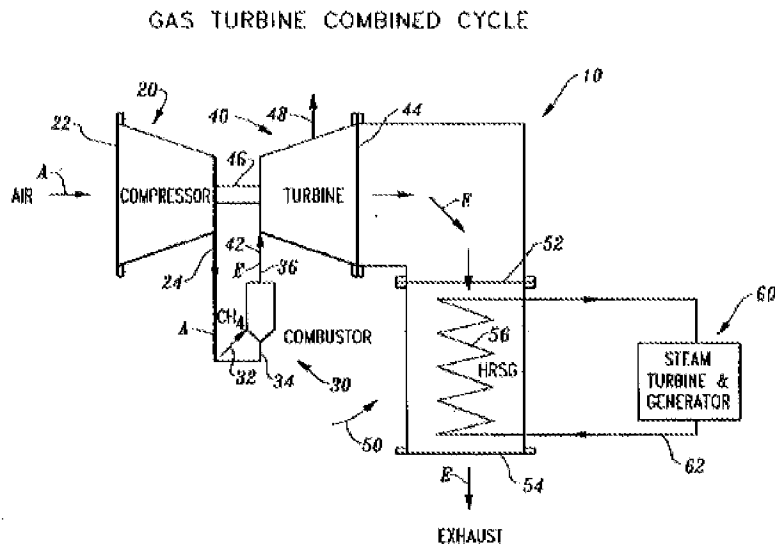 GAS TURBINE COMBINED CYCLE
10
20
22
40
48
44
A
AIR
COMPRESSOR
46
TURBINE
E
42
24
E
36
52
A
CH4
COMBUSTOR
32
34
30
56
HRSG
60
STEAM
TURBINE &
GENERATOR
50
62
E
54
EXHAUST